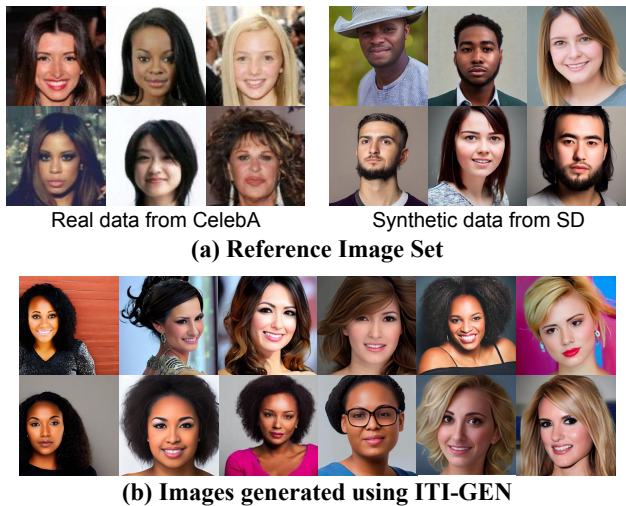 Real data from CelebA
Synthetic data from SD
(a) Reference Image Set
(b) Images generated using ITI-GEN